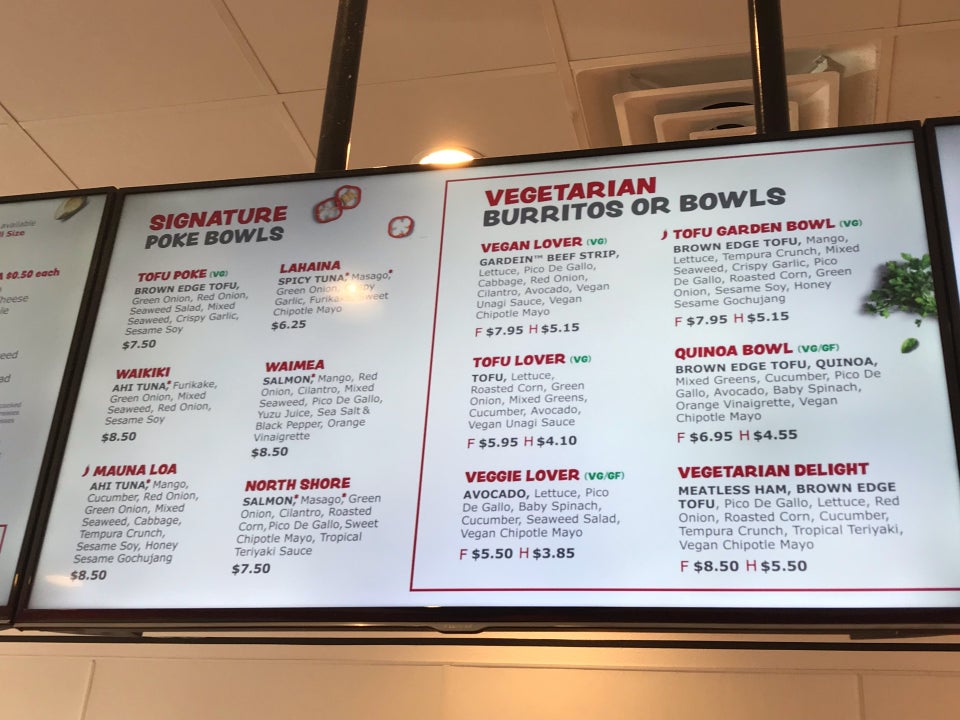 available
ll Size
A $0.50 each
SIGNATURE
POKE BOWLS
TOFU POKE (VG)
BROWN EDGE TOFU,
Green Onion, Red Onion,
Seaweed Salad, Mixed
Seaweed, Crispy Garlic,
Sesame Soy
$7.50
LAHAINA
SPICY TUNA,* Masago,*
Green Onion,
Garlic, Furikake, Sweet
Chipotle Mayo
$6.25
WAIKIKI
AHI TUNA,* Furikake,
Green Onion, Mixed
Seaweed, Red Onion,
Sesame Soy
$8.50
WAIMEA
SALMON,* Mango, Red
Onion, Cilantro, Mixed
Seaweed, Pico De Gallo,
Yuzu Juice, Sea Salt &
Black Pepper, Orange
Vinaigrette
$8.50
MAUNA LOA
AHI TUNA,* Mango,
Cucumber, Red Onion,
Green Onion, Mixed
Seaweed, Cabbage,
Tempura Crunch,
Sesame Soy, Honey
Sesame Gochujang
$8.50
NORTH SHORE
SALMON,* Masago,* Green
Onion, Cilantro, Roasted
Corn, Pico De Gallo, Sweet
Chipotle Mayo, Tropical
Teriyaki Sauce
$7.50
VEGETARIAN
BURRITOS OR BOWLS
VEGAN LOVER (VG)
GARDEIN™ BEEF STRIP,
Lettuce, Pico De Gallo,
Cabbage, Red Onion,
Cilantro, Avocado, Vegan
Unagi Sauce, Vegan
Chipotle Mayo
F $7.95 H $5.15
TOFU GARDEN BOWL (VG)
BROWN EDGE TOFU, Mango,
Lettuce, Tempura Crunch, Mixed
Seaweed, Crispy Garlic, Pico
De Gallo, Roasted Corn, Green
Onion, Sesame Soy, Honey
Sesame Gochujang
F $7.95 H $5.15
TOFU LOVER (VG)
TOFU, Lettuce,
Roasted Corn, Green
Onion, Mixed Greens,
Cucumber, Avocado,
Vegan Unagi Sauce
F $5.95 H $4.10
QUINOA BOWL (VG/GF)
BROWN EDGE TOFU, QUINOA,
Mixed Greens, Cucumber, Pico De
Gallo, Avocado, Baby Spinach,
Orange Vinaigrette, Vegan
Chipotle Mayo
F $6.95 H $4.55
VEGGIE LOVER (VG/GF)
AVOCADO, Lettuce, Pico
De Gallo, Baby Spinach,
Cucumber, Seaweed Salad,
Vegan Chipotle Mayo
F $5.50 H $3.85
VEGETARIAN DELIGHT
MEATLESS HAM, BROWN EDGE
TOFU, Pico De Gallo, Lettuce, Red
Onion, Roasted Corn, Cucumber,
Tempura Crunch, Tropical Teriyaki,
Vegan Chipotle Mayo
F $8.50 H $5.50